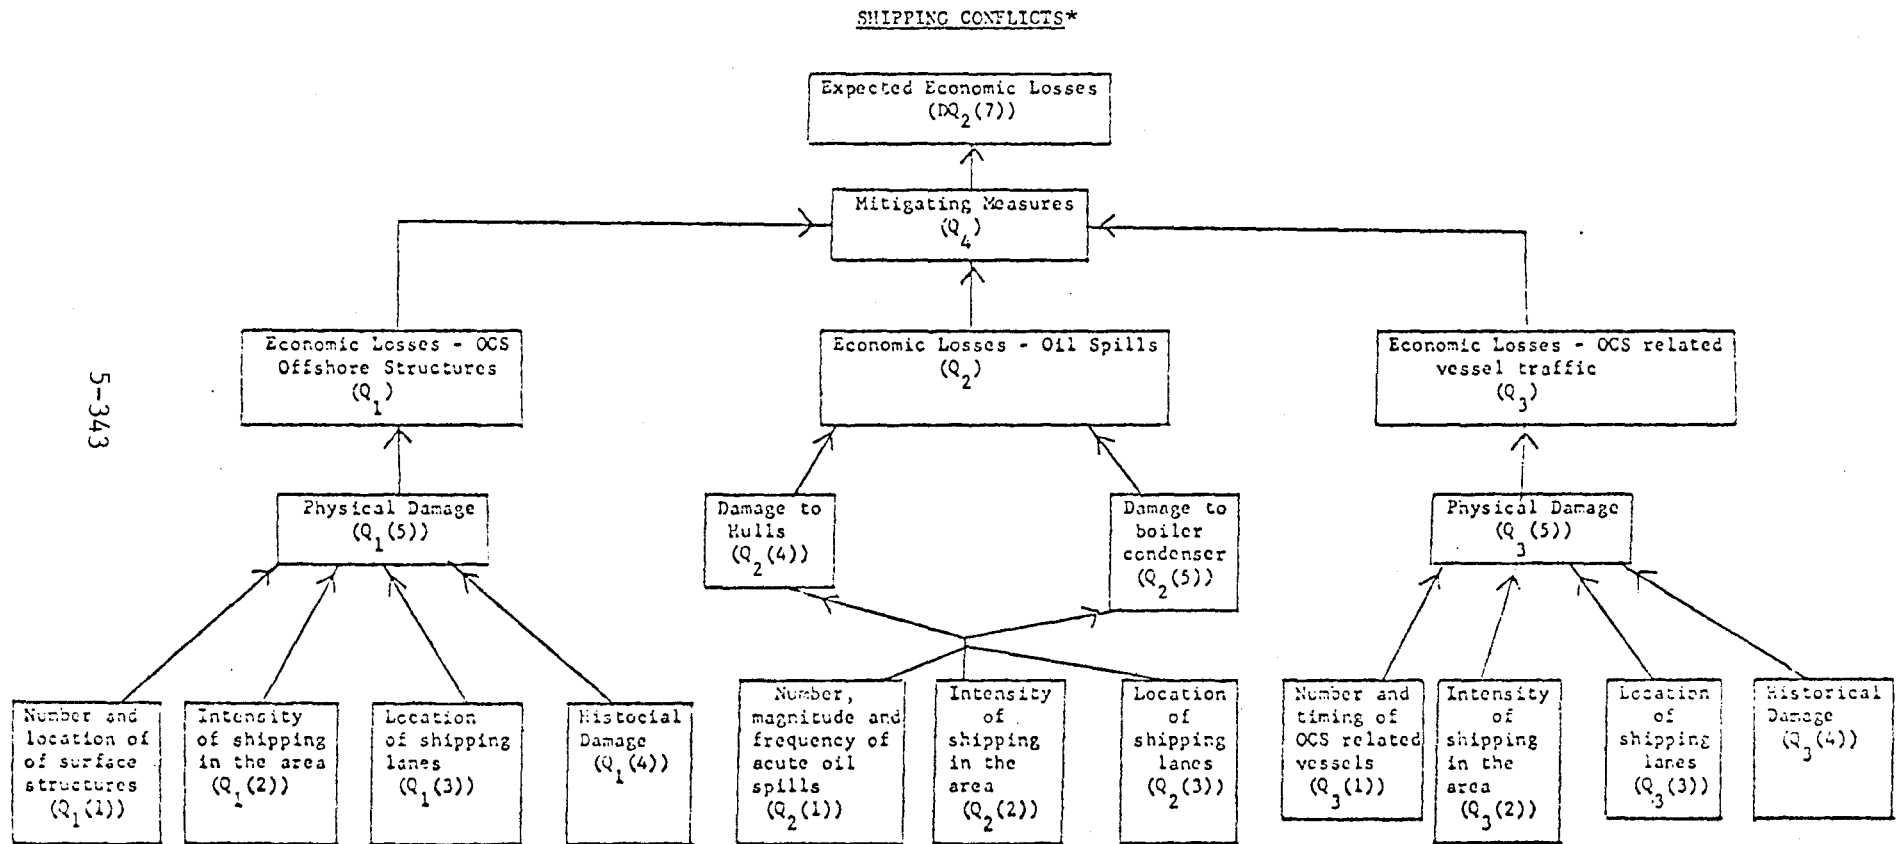 SHIPPING CONFLICTS*
Expected Economic Losses
(DQ2(7))
Mitigating Measures
(Q4)
Economic Losses - OCS
Offshore Structures
(Q1)
Economic Losses - Oil Spills
(Q2)
Economic Losses - OCS related
vessel traffic
(Q3)
5-343
Physical Damage
(Q1(5))
Damage to
Hulls
(Q2(4))
Damage to
boiler
condenser
(Q2(5))
Physical Damage
(Q3(5))
Number and
location of
of surface
structures
(Q1(1))
Intensity
of shipping
in the area
(Q1(2))
Location
of shipping
lanes
(Q1(3))
Histocial
Damage
(Q1(4))
Number,
magnitude and
frequency of
acute oil
spills
(Q2(1))
Intensity
of
shipping
in the
area
(Q2(2))
Location
of
shipping
lanes
(Q2(3))
Number and
timing of
OCS related
vessels
(Q3(1))
Intensity
of
shipping
in the
area
(Q3(2))
Location
of
shipping
lanes
(Q3(3))
Historical
Damage
(Q3(4))